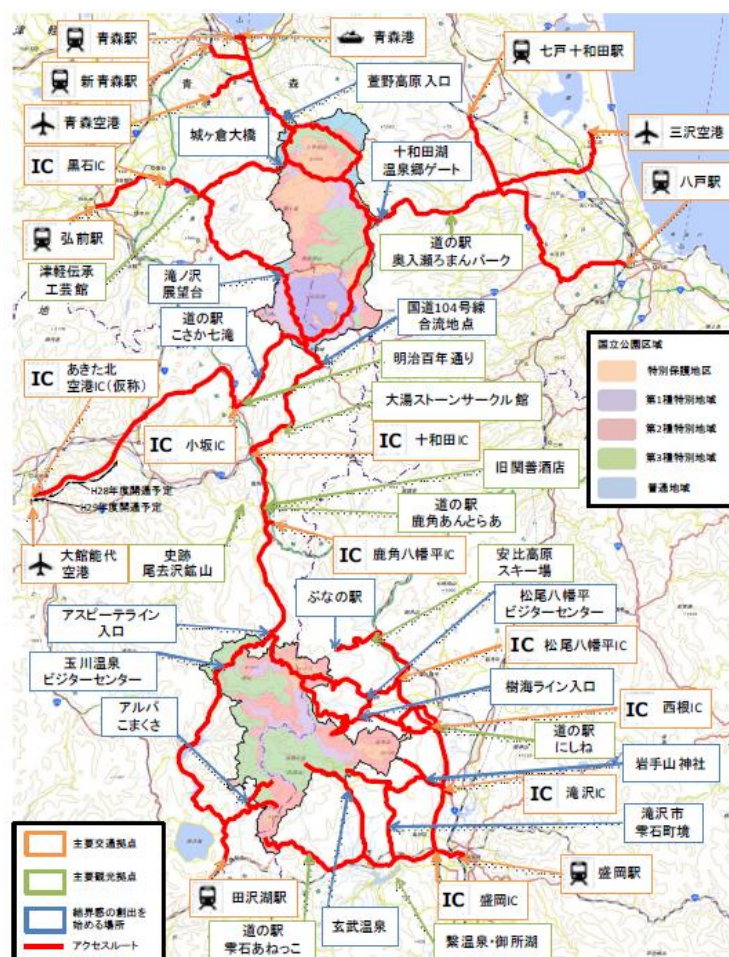 青森駅
青森港
七戸十和田駅
新青森駅
萱野高原入口
青森空港
三沢空港
城ヶ倉大橋
十和田湖
温泉郷ゲート
IC 黒石IC
八戸駅
弘前駅
道の駅
奥入瀬ろまんパーク
津軽伝承
工芸館
滝ノ沢
展望台
国道104号線
合流地点
道の駅
こさか七滝
国立公園区域
特別保護地区
第1種特別地域
第2種特別地域
第3種特別地域
普通地域
明治百年通り
IC あきた北
空港IC(仮称)
大湯ストーンサークル館
IC 小坂IC
IC 十和田IC
旧関善酒店
H28年度開通予定
H29年度開通予定
道の駅
鹿角あんとらあ
大館能代
空港
史跡
尾去沢鉱山
IC 鹿角八幡平IC
安比高原
スキー場
ぶなの駅
松尾八幡平
ビジターセンター
アスピーテライン
入口
IC 松尾八幡平IC
玉川温泉
ビジターセンター
樹海ライン入口
IC 西根IC
アルパ
こまくさ
道の駅
にしね
岩手山神社
IC 滝沢IC
滝沢市
雫石町境
主要交通拠点
主要観光拠点
結界感の創出を
始める場所
アクセスルート
田沢湖駅
IC 盛岡IC
盛岡駅
道の駅
雫石あねっこ
玄武温泉
繋温泉・御所湖